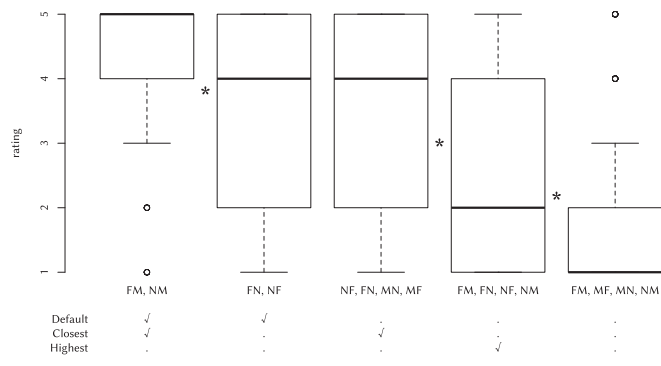 5
4
3
2
1
rating
*
*
*
FM, NM
FN, NF
NF, FN, MN, MF
FM, FN, NF, NM
FM, MF, MN, NM
Default √ √ . . .
Closest √ . √ . .
Highest . . . √ .